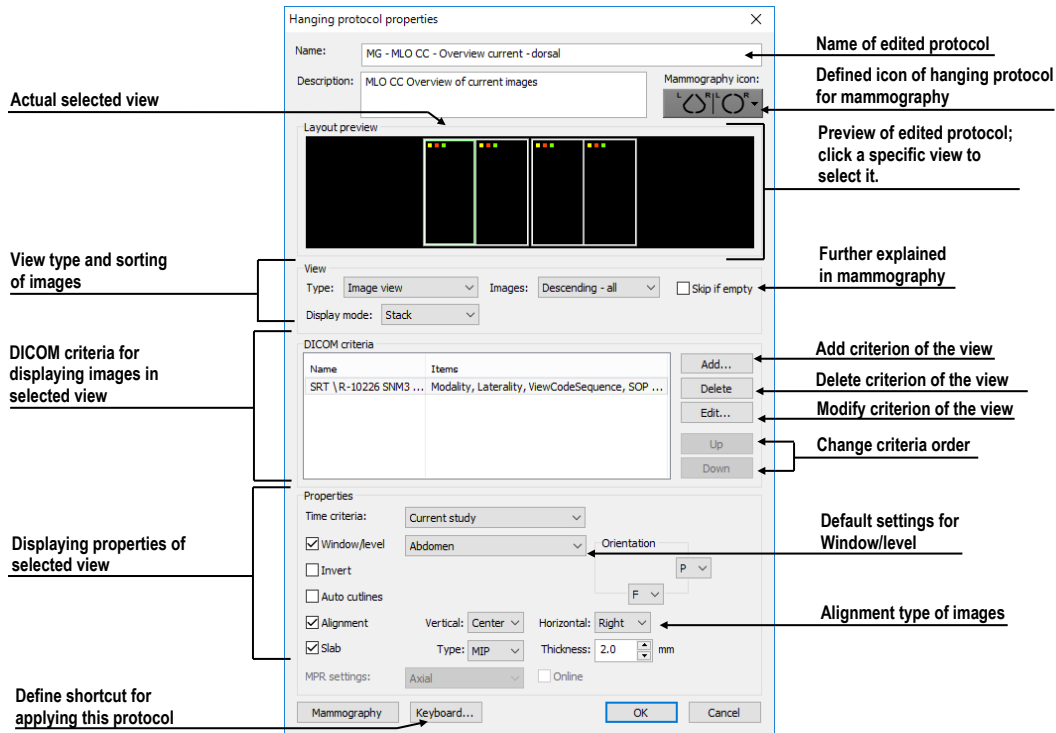 Hanging protocol properties
Name:
MG - MLO CC - Overview current - dorsal
Name of edited protocol
Description:
MLO CC Overview of current images
Mammography icon:
L R L R
Defined icon of hanging protocol
for mammography
Actual selected view
Layout preview
Preview of edited protocol;
click a specific view to
select it.
View type and sorting
of images
View
Type: Image view Images: Descending - all Skip if empty
Display mode: Stack
Further explained
in mammography
DICOM criteria for
displaying images in
selected view
DICOM criteria
Name Items
SRT \R-10226 SNM3 ... Modality, Laterality, ViewCodeSequence, SOP ...
Add...
Delete
Edit...
Up
Down
Add criterion of the view
Delete criterion of the view
Modify criterion of the view
Change criteria order
Displaying properties of
selected view
Properties
Time criteria: Current study
Window/level Abdomen
Orientation
P
F
Invert
Auto cutlines
Alignment Vertical: Center Horizontal: Right
Slab Type: MIP Thickness: 2.0 mm
MPR settings: Axial Online
Default settings for
Window/level
Alignment type of images
Define shortcut for
applying this protocol
Mammography Keyboard... OK Cancel